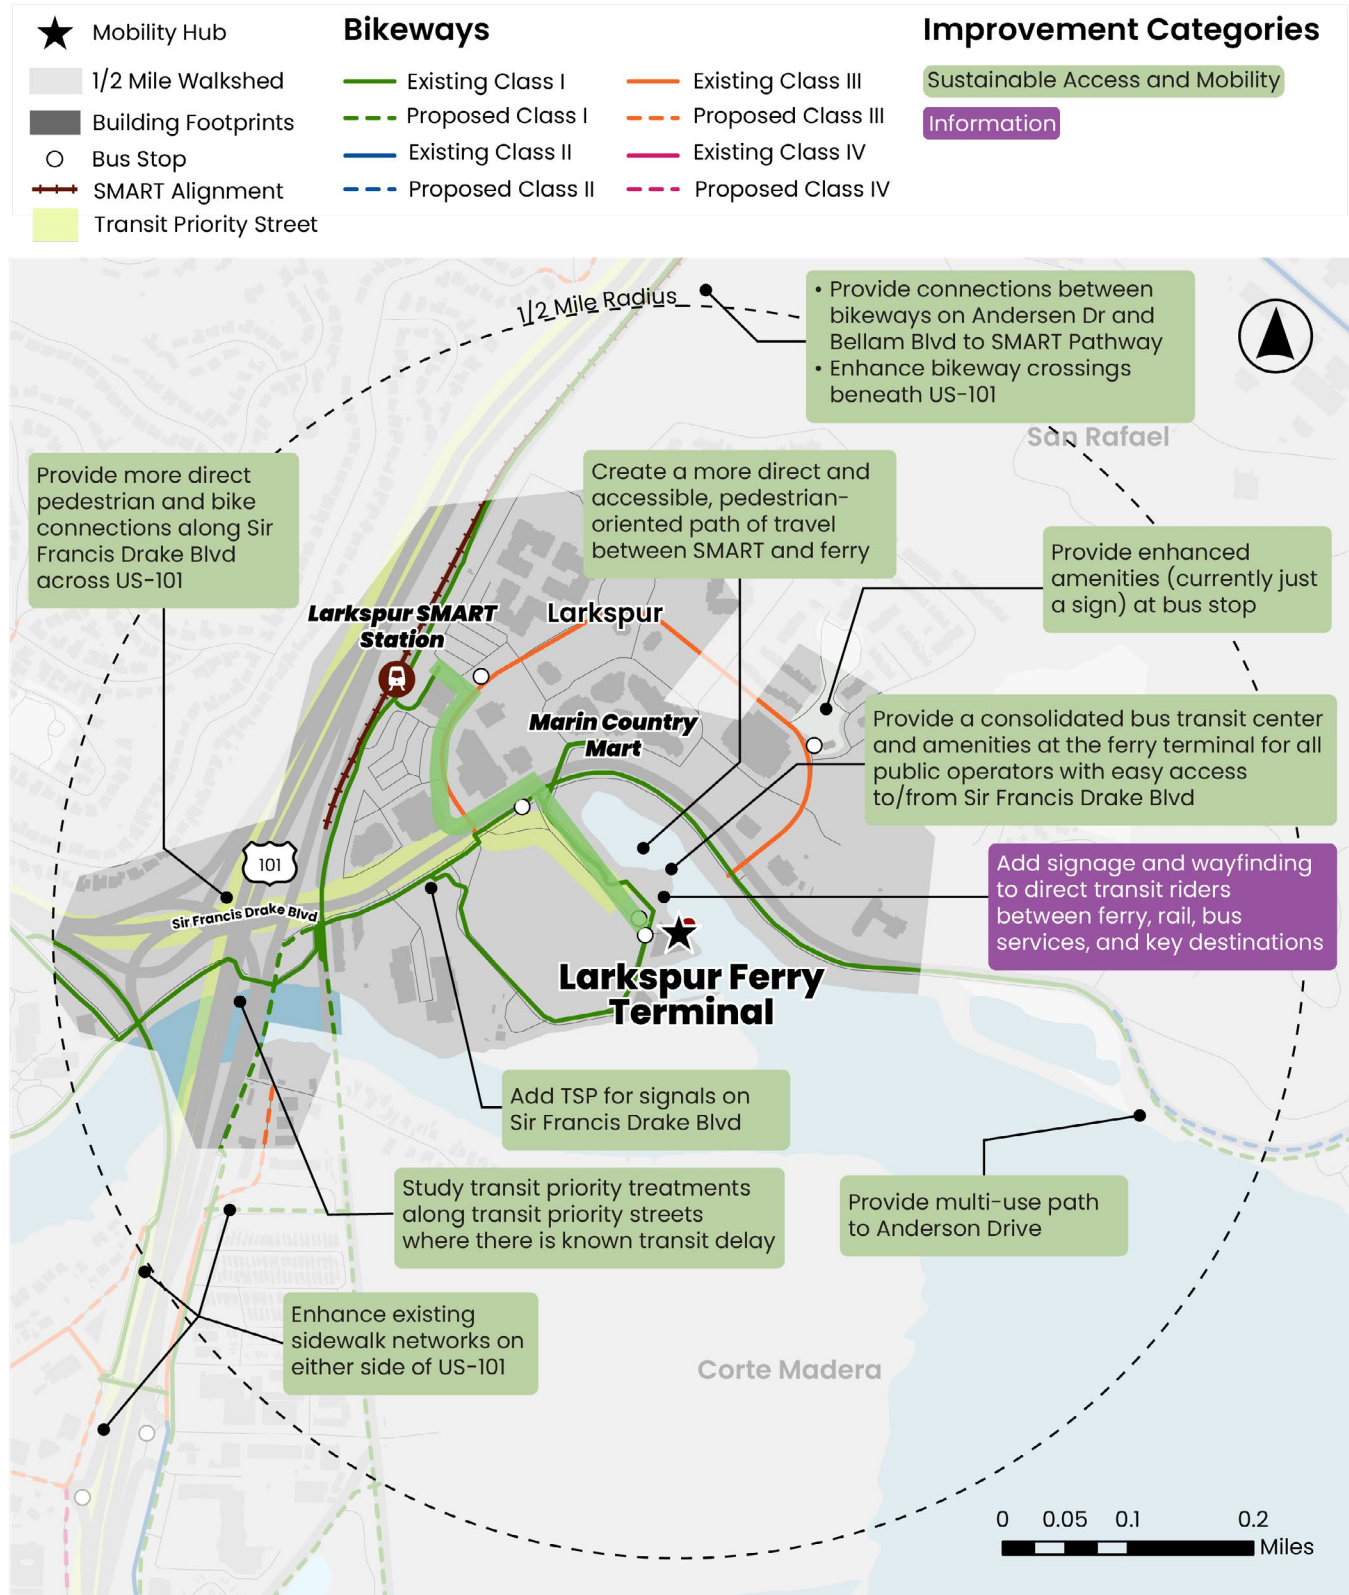 Mobility Hub
1/2 Mile Walkshed
Building Footprints
Bus Stop
SMART Alignment
Transit Priority Street
Bikeways
Existing Class I
Proposed Class I
Existing Class II
Proposed Class II
Existing Class III
Proposed Class III
Existing Class IV
Proposed Class IV
Improvement Categories
Sustainable Access and Mobility
Information
1/2 Mile Radius
• Provide connections between
bikeways on Andersen Dr and
Bellam Blvd to SMART Pathway
• Enhance bikeway crossings
beneath US-101
San Rafael
Provide more direct
pedestrian and bike
connections along Sir
Francis Drake Blvd
across US-101
Create a more direct and
accessible, pedestrian-
oriented path of travel
between SMART and ferry
Provide enhanced
amenities (currently just
a sign) at bus stop
Larkspur SMART
Station
Larkspur
Marin Country
Mart
Provide a consolidated bus transit center
and amenities at the ferry terminal for all
public operators with easy access
to/from Sir Francis Drake Blvd
101
Sir Francis Drake Blvd
Add signage and wayfinding
to direct transit riders
between ferry, rail, bus
services, and key destinations
Larkspur Ferry
Terminal
Add TSP for signals on
Sir Francis Drake Blvd
Study transit priority treatments
along transit priority streets
where there is known transit delay
Provide multi-use path
to Anderson Drive
Enhance existing
sidewalk networks on
either side of US-101
Corte Madera
0 0.05 0.1 0.2
Miles